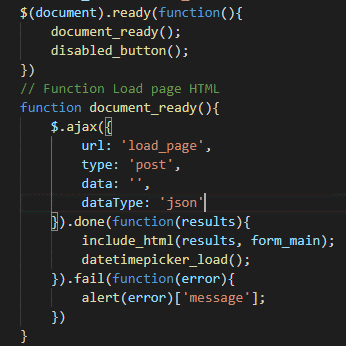 $(document).ready(function(){
    document_ready();
    disabled_button();
})
// Function Load page HTML
function document_ready(){
    $.ajax({
        url: 'load_page',
        type: 'post',
        data: '',
        dataType: 'json'
    }).done(function(results){
        include_html(results, form_main);
        datetimepicker_load();
    }).fail(function(error){
        alert(error)['message'];
    })
}